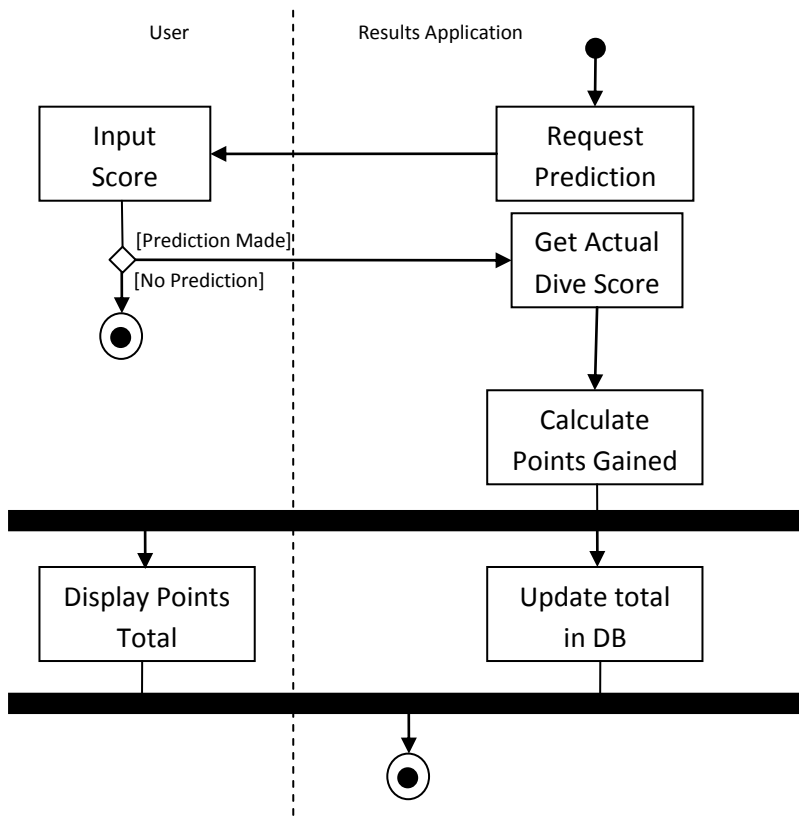 User
Results Application
Input
Score
Request
Prediction
[Prediction Made]
Get Actual
Dive Score
[No Prediction]
Calculate
Points Gained
Display Points
Total
Update total
in DB